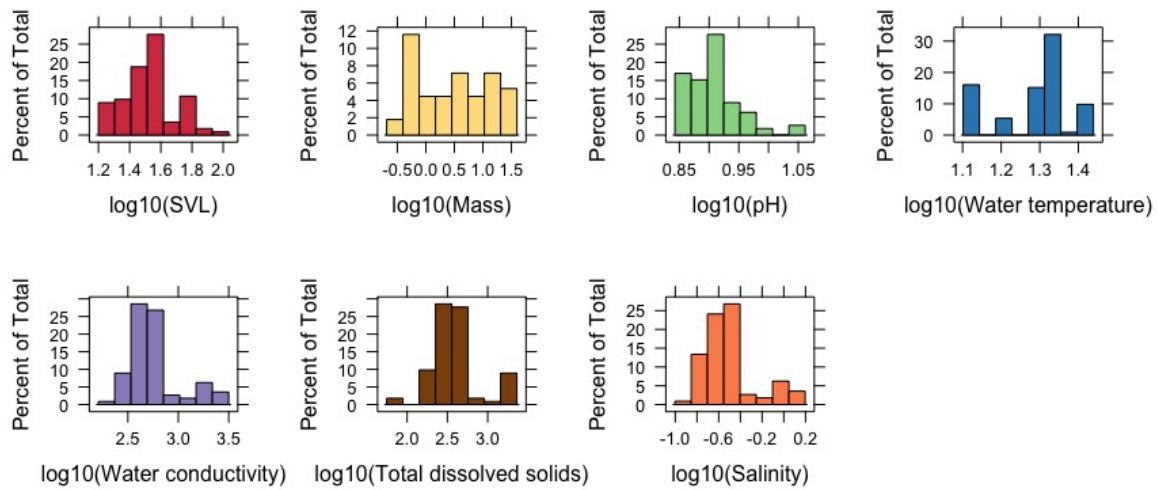 Percent of Total
25
20
15
10
5
0
1.2 1.4 1.6 1.8 2.0
log10(SVL)
Percent of Total
12
10
8
6
4
2
0
-0.5 0.0 0.5 1.0 1.5
log10(Mass)
Percent of Total
25
20
15
10
5
0
0.85 0.95 1.05
log10(pH)
Percent of Total
30
20
10
0
1.1 1.2 1.3 1.4
log10(Water temperature)
Percent of Total
25
20
15
10
5
0
2.5 3.0 3.5
log10(Water conductivity)
Percent of Total
25
20
15
10
5
0
2.0 2.5 3.0
log10(Total dissolved solids)
Percent of Total
25
20
15
10
5
0
-1.0 -0.6 -0.2 0.2
log10(Salinity)